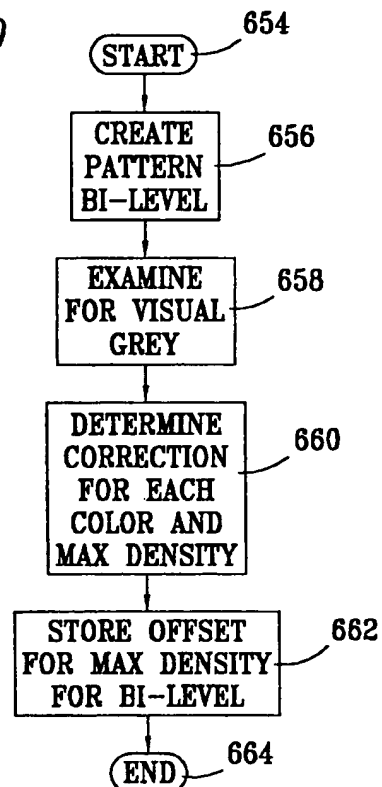 654
START
CREATE
PATTERN
BI-LEVEL
656
EXAMINE
FOR VISUAL
GREY
658
DETERMINE
CORRECTION
FOR EACH
COLOR AND
MAX DENSITY
660
STORE OFFSET
FOR MAX DENSITY
FOR BI-LEVEL
662
END
664